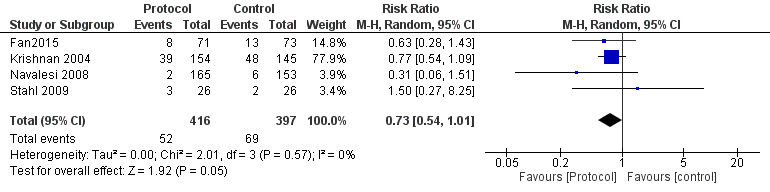 Protocol Control Risk Ratio Risk Ratio
Study or Subgroup Events Total Events Total Weight M-H, Random, 95% CI M-H, Random, 95% CI
Fan2015 8 71 13 73 14.8% 0.63 [0.28, 1.43]
Krishnan 2004 39 154 48 145 77.9% 0.77 [0.54, 1.09]
Navalesi 2008 2 165 6 153 3.9% 0.31 [0.06, 1.51]
Stahl 2009 3 26 2 26 3.4% 1.50 [0.27, 8.25]
Total (95% CI) 416 397 100.0% 0.73 [0.54, 1.01]
Total events 52 69
Heterogeneity: Tau² = 0.00; Chi² = 2.01, df = 3 (P = 0.57); I² = 0%
Test for overall effect: Z = 1.92 (P = 0.05)
0.05 0.2 1 5 20
Favours [Protocol] Favours [control]